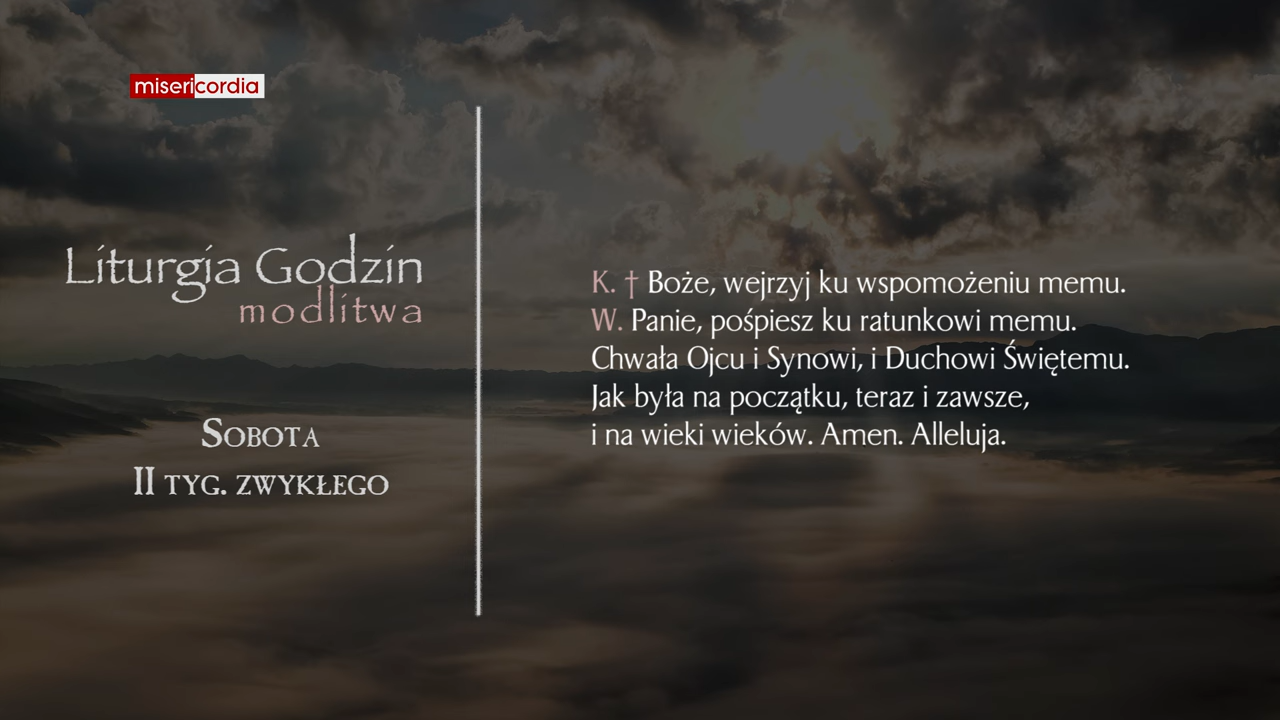 misericordia
Liturgia Godzin
modlitwa
Sobota
II tyg. zwykłego
K. † Boże, wejrzyj ku wspomożeniu memu.
W. Panie, pośpiesz ku ratunkowi memu.
Chwała Ojcu i Synowi, i Duchowi Świętemu.
Jak była na początku, teraz i zawsze,
i na wieki wieków. Amen. Alleluja.